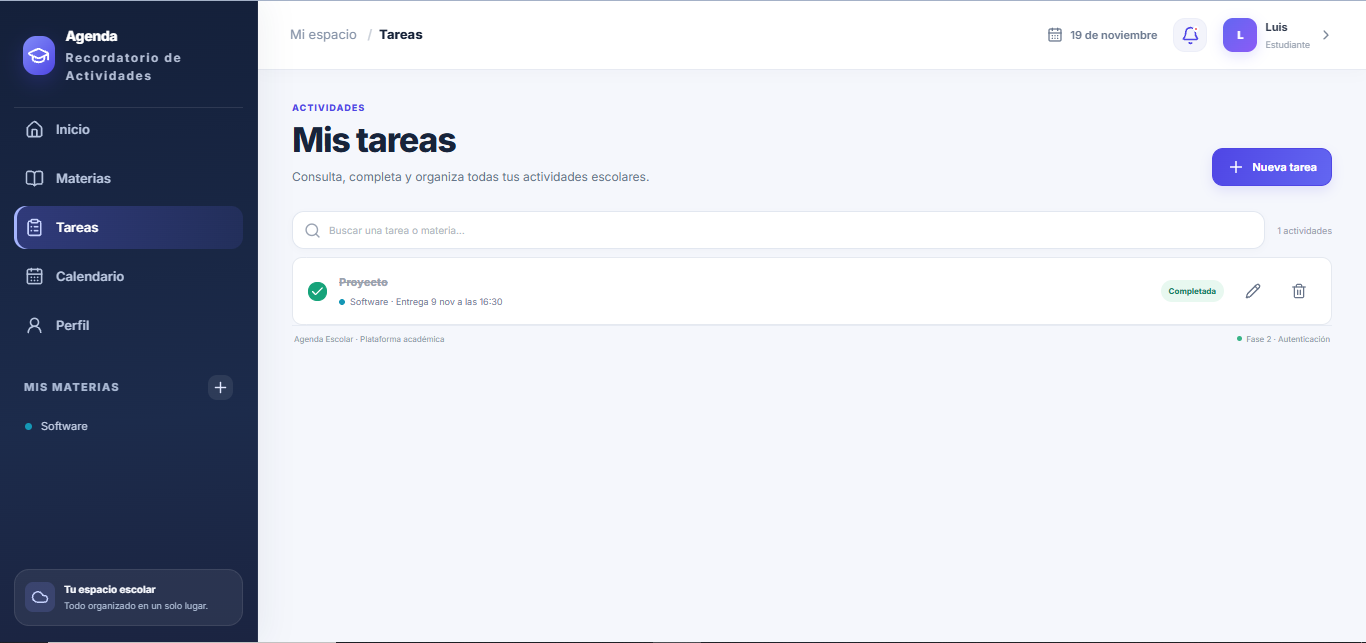 Agenda
Recordatorio de
Actividades
Inicio
Materias
Tareas
Calendario
Perfil
MIS MATERIAS
Software
Tu espacio escolar
Todo organizado en un solo lugar.
Mi espacio / Tareas
19 de noviembre
L
Luis
Estudiante
ACTIVIDADES
Mis tareas
Consulta, completa y organiza todas tus actividades escolares.
Nueva tarea
Buscar una tarea o materia...
1 actividades
Proyecto
Software · Entrega 9 nov a las 16:30
Completada
Agenda Escolar · Plataforma académica
Fase 2 · Autenticación